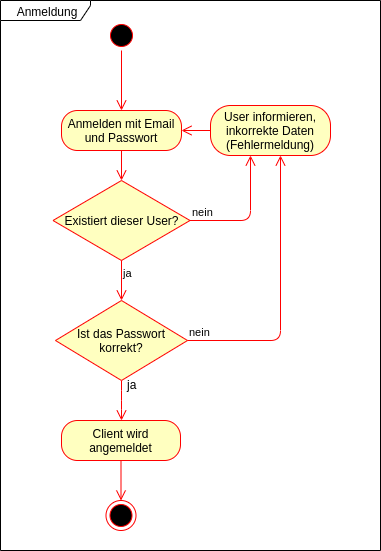 Anmeldung
Anmelden mit Email
und Passwort
User informieren,
inkorrekte Daten
(Fehlermeldung)
Existiert dieser User?
nein
ja
Ist das Passwort
korrekt?
nein
ja
Client wird
angemeldet